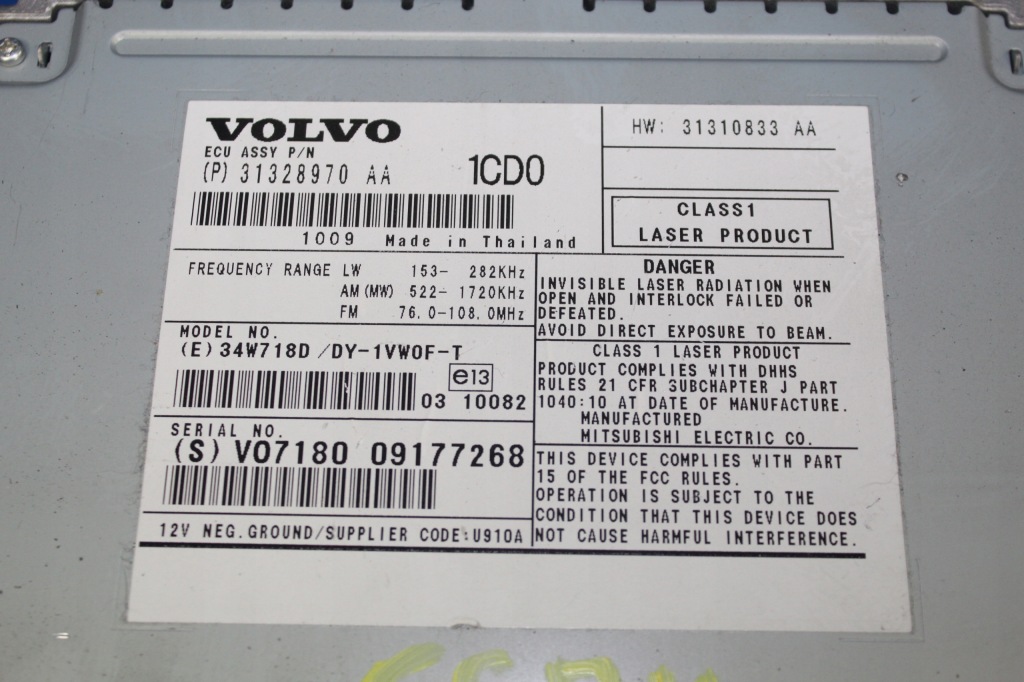 VOLVO
ECU ASSY P/N
(P) 31328970 AA 1CD0
1009 Made in Thailand
HW: 31310833 AA
CLASS1
LASER PRODUCT
FREQUENCY RANGE LW 153- 282KHz
AM(MW) 522- 1720KHz
FM 76.0-108.0MHz
MODEL NO.
(E) 34W718D /DY-1VW0F-T
e13
03 10082
SERIAL NO.
(S) VO7180 09177268
12V NEG.GROUND/SUPPLIER CODE:U910A
DANGER
INVISIBLE LASER RADIATION WHEN
OPEN AND INTERLOCK FAILED OR
DEFEATED.
AVOID DIRECT EXPOSURE TO BEAM.
CLASS 1 LASER PRODUCT
PRODUCT COMPLIES WITH DHHS
RULES 21 CFR SUBCHAPTER J PART
1040:10 AT DATE OF MANUFACTURE.
MANUFACTURED
MITSUBISHI ELECTRIC CO.
THIS DEVICE COMPLIES WITH PART
15 OF THE FCC RULES.
OPERATION IS SUBJECT TO THE
CONDITION THAT THIS DEVICE DOES
NOT CAUSE HARMFUL INTERFERENCE.